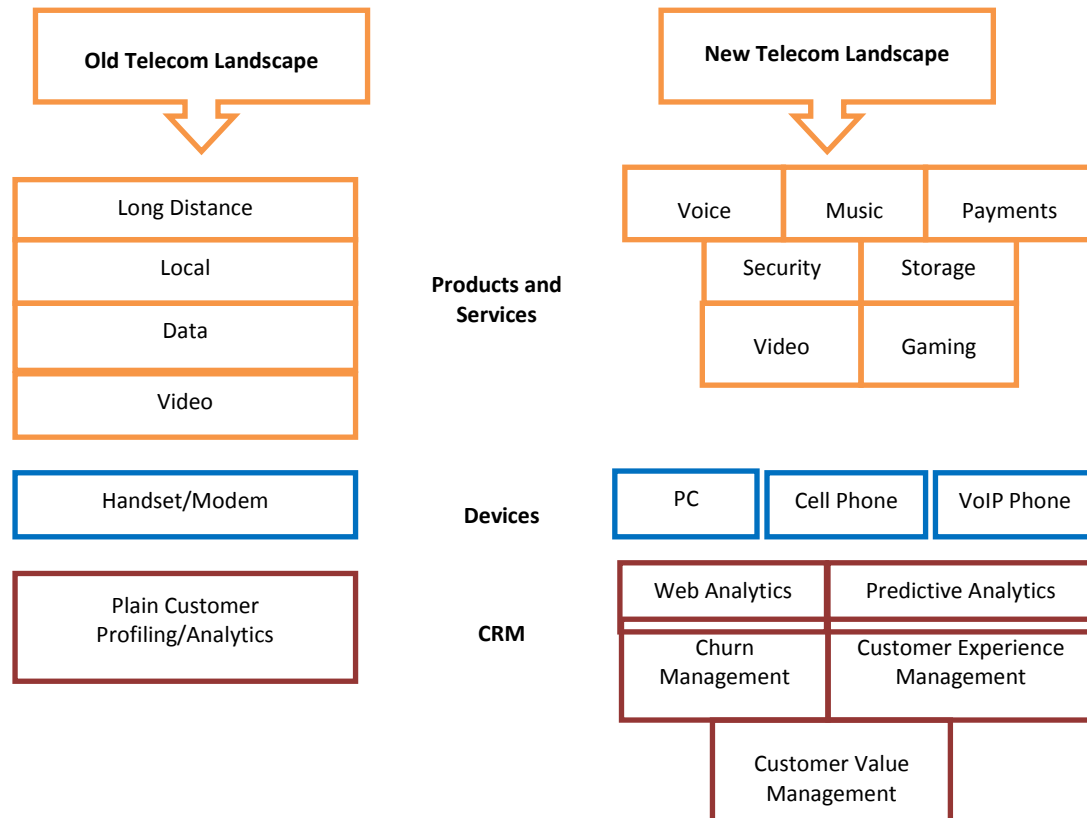 Old Telecom Landscape
New Telecom Landscape
Long Distance
Local
Data
Video
Products and
Services
Voice
Music
Payments
Security
Storage
Video
Gaming
Handset/Modem
Devices
PC
Cell Phone
VoIP Phone
Plain Customer
Profiling/Analytics
CRM
Web Analytics
Predictive Analytics
Churn
Management
Customer Experience
Management
Customer Value
Management